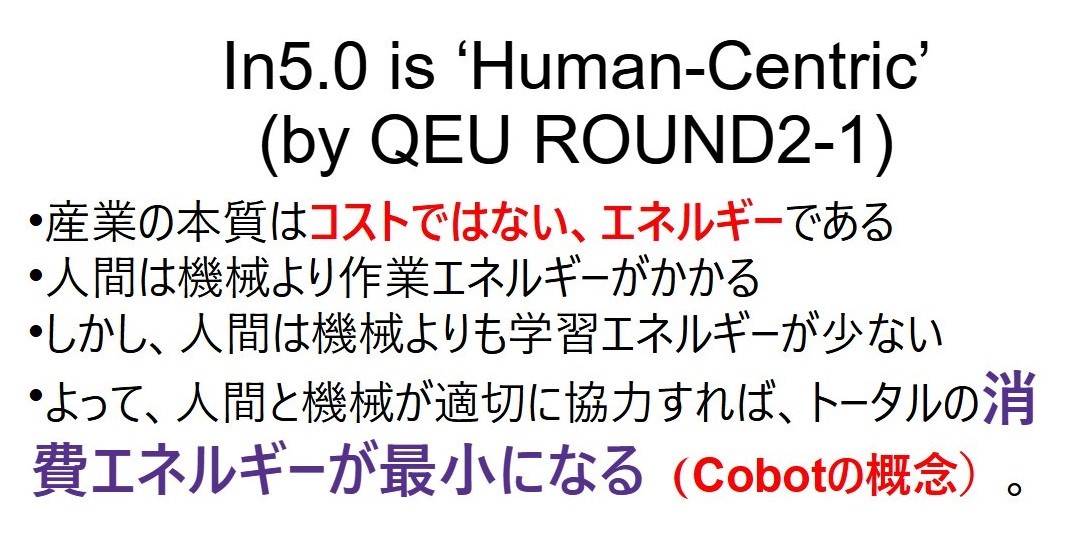 In5.0 is ‘Human-Centric’
(by QEU ROUND2-1)
•産業の本質はコストではない、エネルギーである
•人間は機械より作業エネルギーがかかる
•しかし、人間は機械よりも学習エネルギーが少ない
•よって、人間と機械が適切に協力すれば、トータルの消
費エネルギーが最小になる（Cobotの概念）。